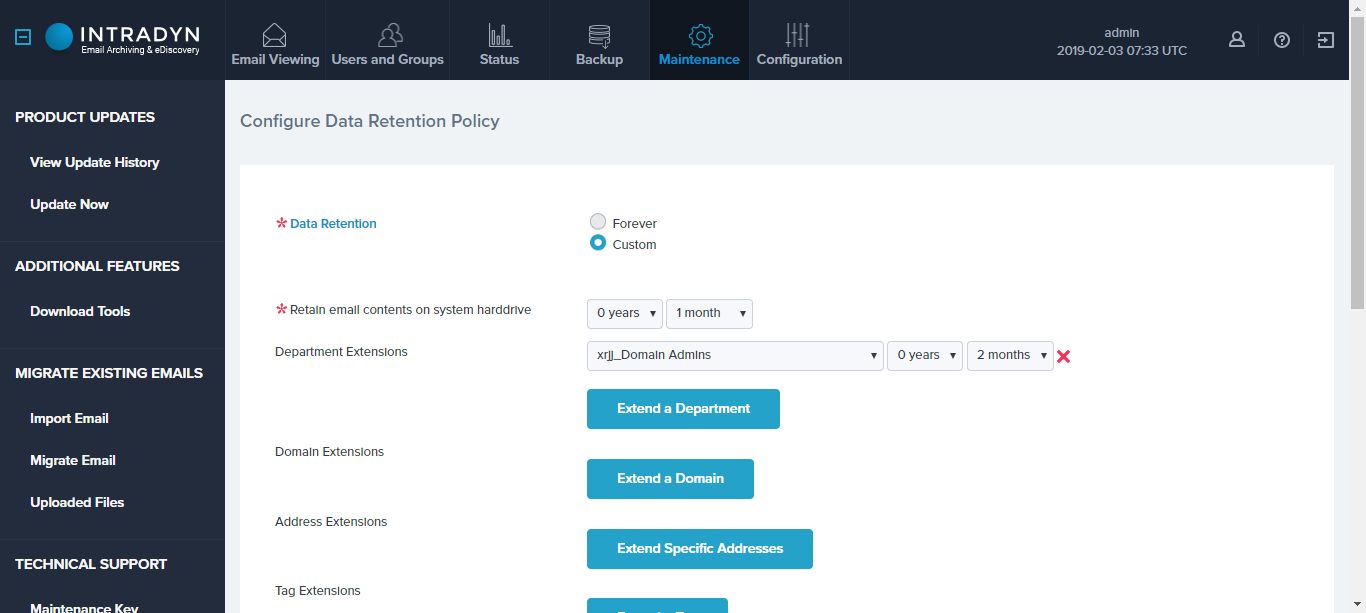 INTRADYN
Email Archiving & eDiscovery
Email Viewing
Users and Groups
Status
Backup
Maintenance
Configuration
admin
2019-02-03 07:33 UTC
PRODUCT UPDATES
View Update History
Update Now
ADDITIONAL FEATURES
Download Tools
MIGRATE EXISTING EMAILS
Import Email
Migrate Email
Uploaded Files
TECHNICAL SUPPORT
Maintenance Key
Configure Data Retention Policy
* Data Retention
Forever
Custom
* Retain email contents on system harddrive
0 years 1 month
Department Extensions
xrjj_Domain Admins 0 years 2 months
Extend a Department
Domain Extensions
Extend a Domain
Address Extensions
Extend Specific Addresses
Tag Extensions